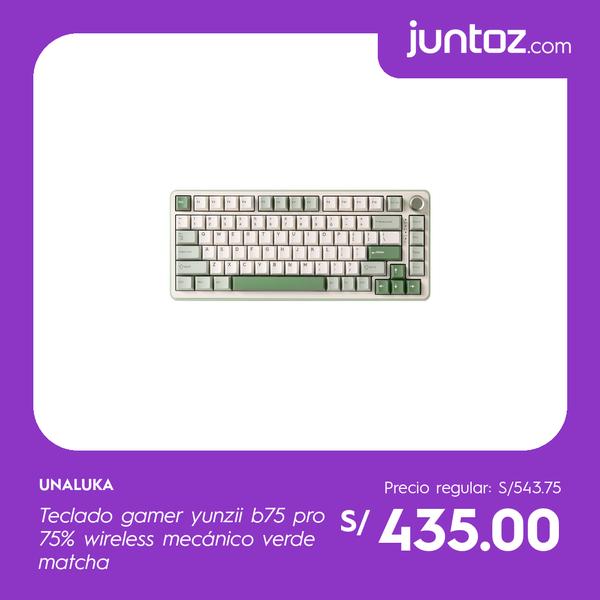 juntoz.com
UNALUKA
Teclado gamer yunzii b75 pro
75% wireless mecánico verde
matcha
Precio regular: S/543.75
S/ 435.00